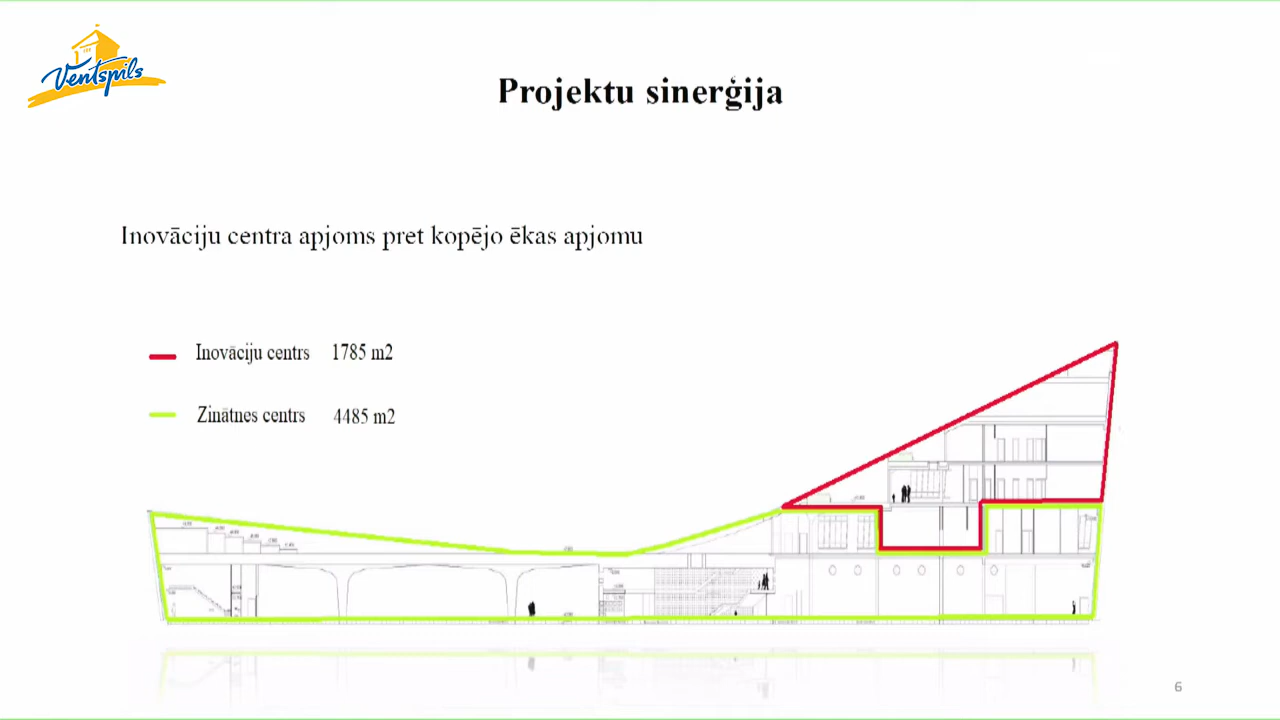 Ventspils
Projektu sinerģija
Inovāciju centra apjoms pret kopējo ēkas apjomu
Inovāciju centrs 1785 m2
Zinātnes centrs 4485 m2
6